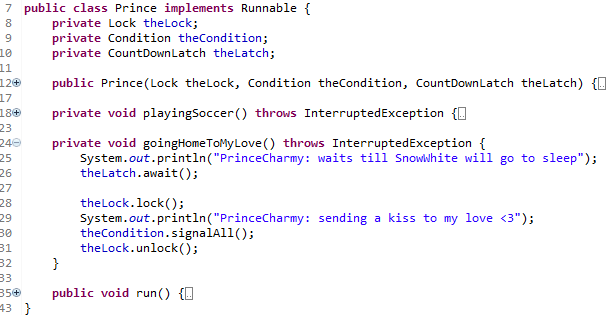 7 public class Prince implements Runnable {
8     private Lock theLock;
9     private Condition theCondition;
10     private CountDownLatch theLatch;
11
12     public Prince(Lock theLock, Condition theCondition, CountDownLatch theLatch) {
17
18     private void playingSoccer() throws InterruptedException {
23
24     private void goingHomeToMyLove() throws InterruptedException {
25         System.out.println("PrinceCharmy: waits till SnowWhite will go to sleep");
26         theLatch.await();
27
28         theLock.lock();
29         System.out.println("PrinceCharmy: sending a kiss to my love <3");
30         theCondition.signalAll();
31         theLock.unlock();
32     }
33
35     public void run() {
43 }